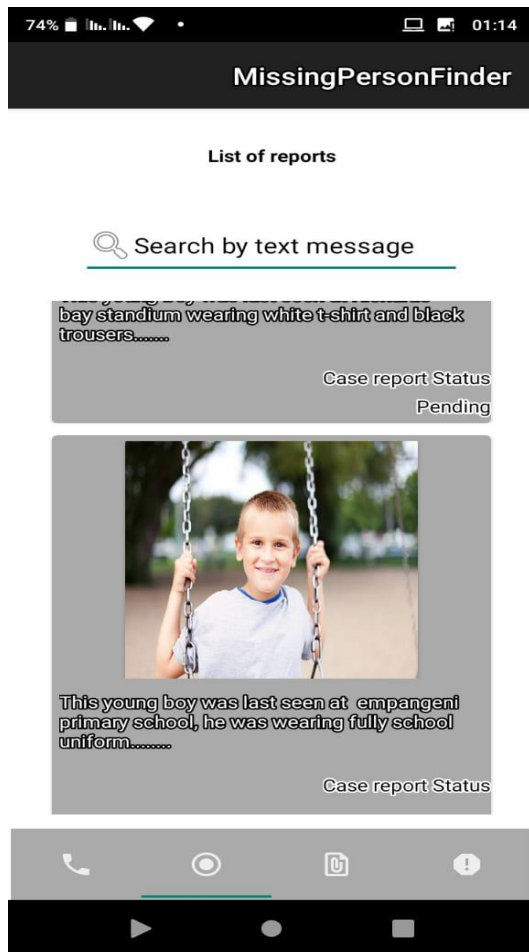 74%
01:14
MissingPersonFinder
List of reports
Search by text message
bay standium wearing white t-shirt and black
trousers.......
Case report Status
Pending
This young boy was last seen at empangeni
primary school, he was wearing fully school
uniform........
Case report Status